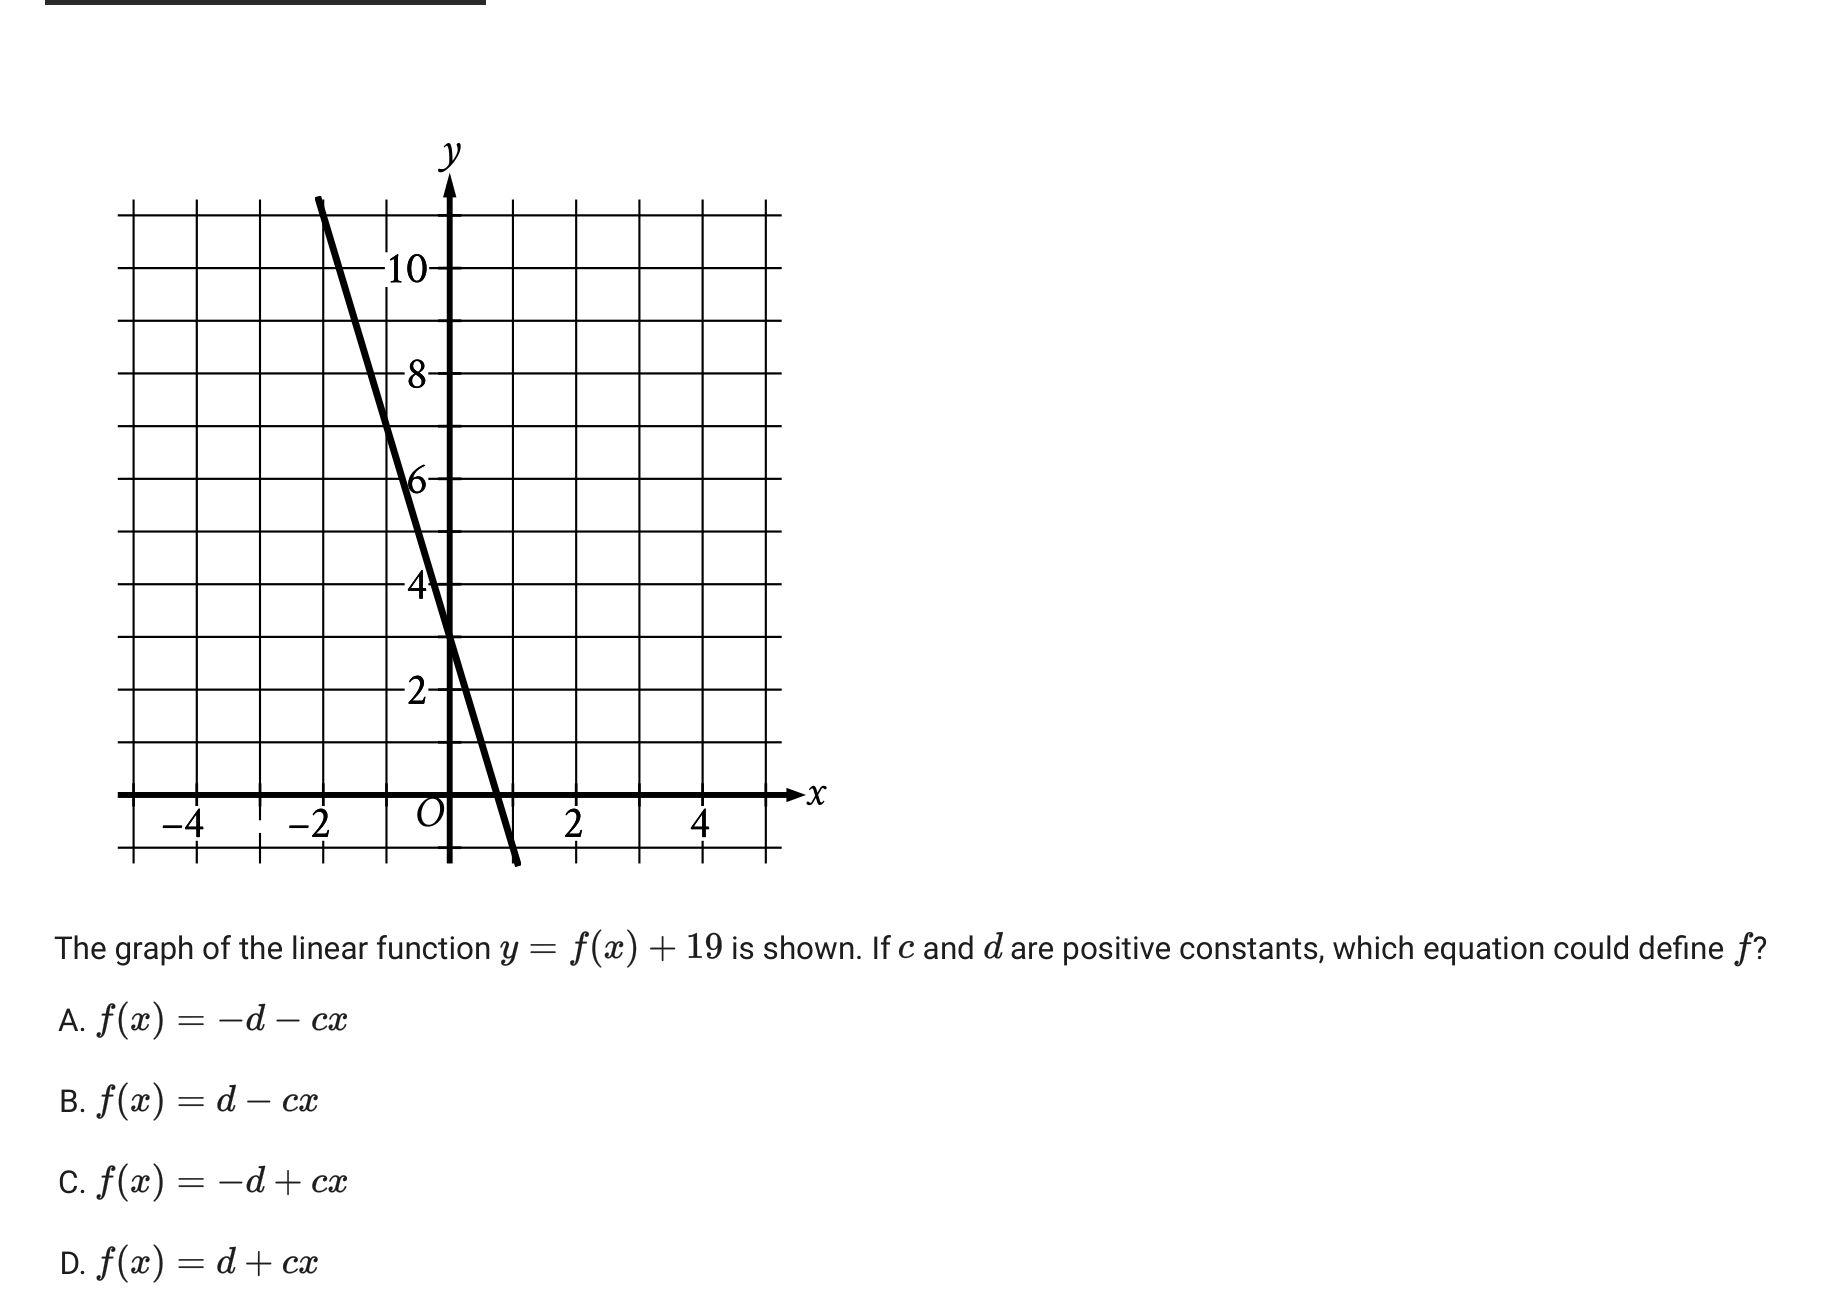 y
10
8
6
4
2
−4 −2 O 2 4 x
The graph of the linear function y = f(x) + 19 is shown. If c and d are positive constants, which equation could define f?
A. f(x) = −d − cx
B. f(x) = d − cx
C. f(x) = −d + cx
D. f(x) = d + cx